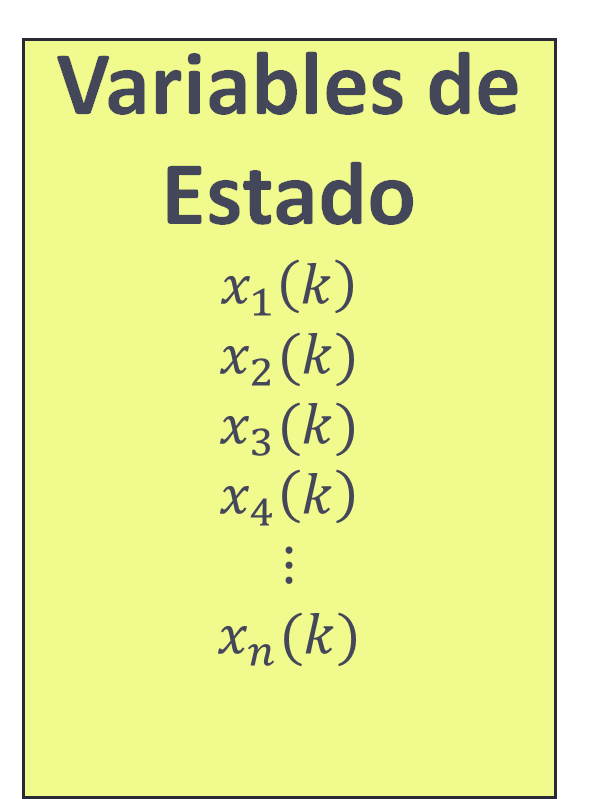 Variables de
Estado
x₁(k)
x₂(k)
x₃(k)
x₄(k)
⋮
xₙ(k)